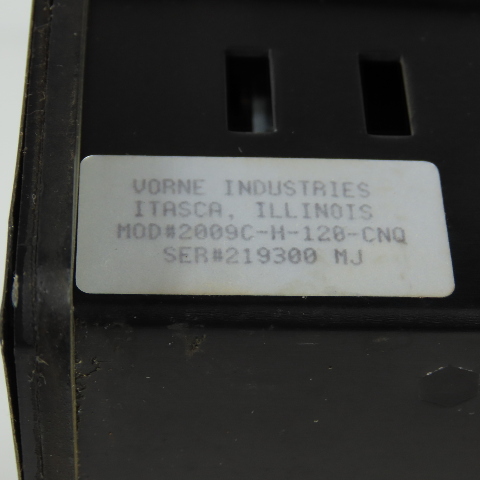 VORNE INDUSTRIES
ITASCA, ILLINOIS
MOD#2009C-H-120-CNQ
SER#219300 MJ